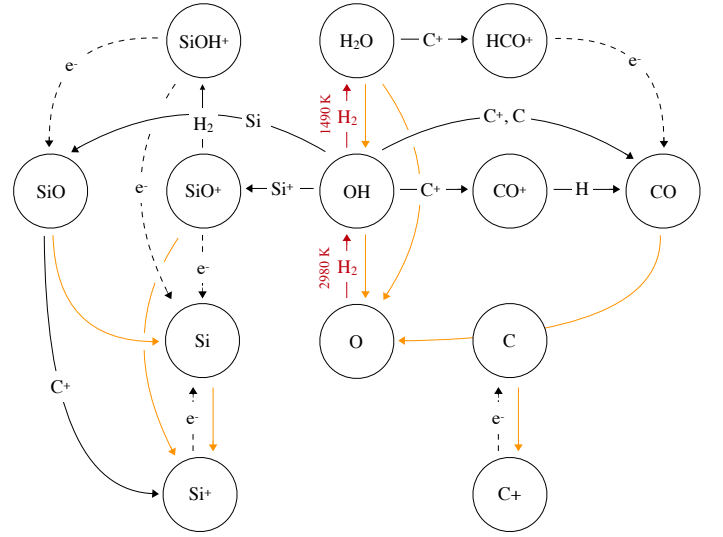 SiOH⁺
H₂O
C⁺
HCO⁺
e⁻
e⁻
1490 K
H₂
H₂
Si
C⁺, C
e⁻
SiO
SiO⁺
Si⁺
OH
C⁺
CO⁺
H
CO
e⁻
2980 K
H₂
Si
O
C
C⁺
e⁻
e⁻
Si⁺
C+